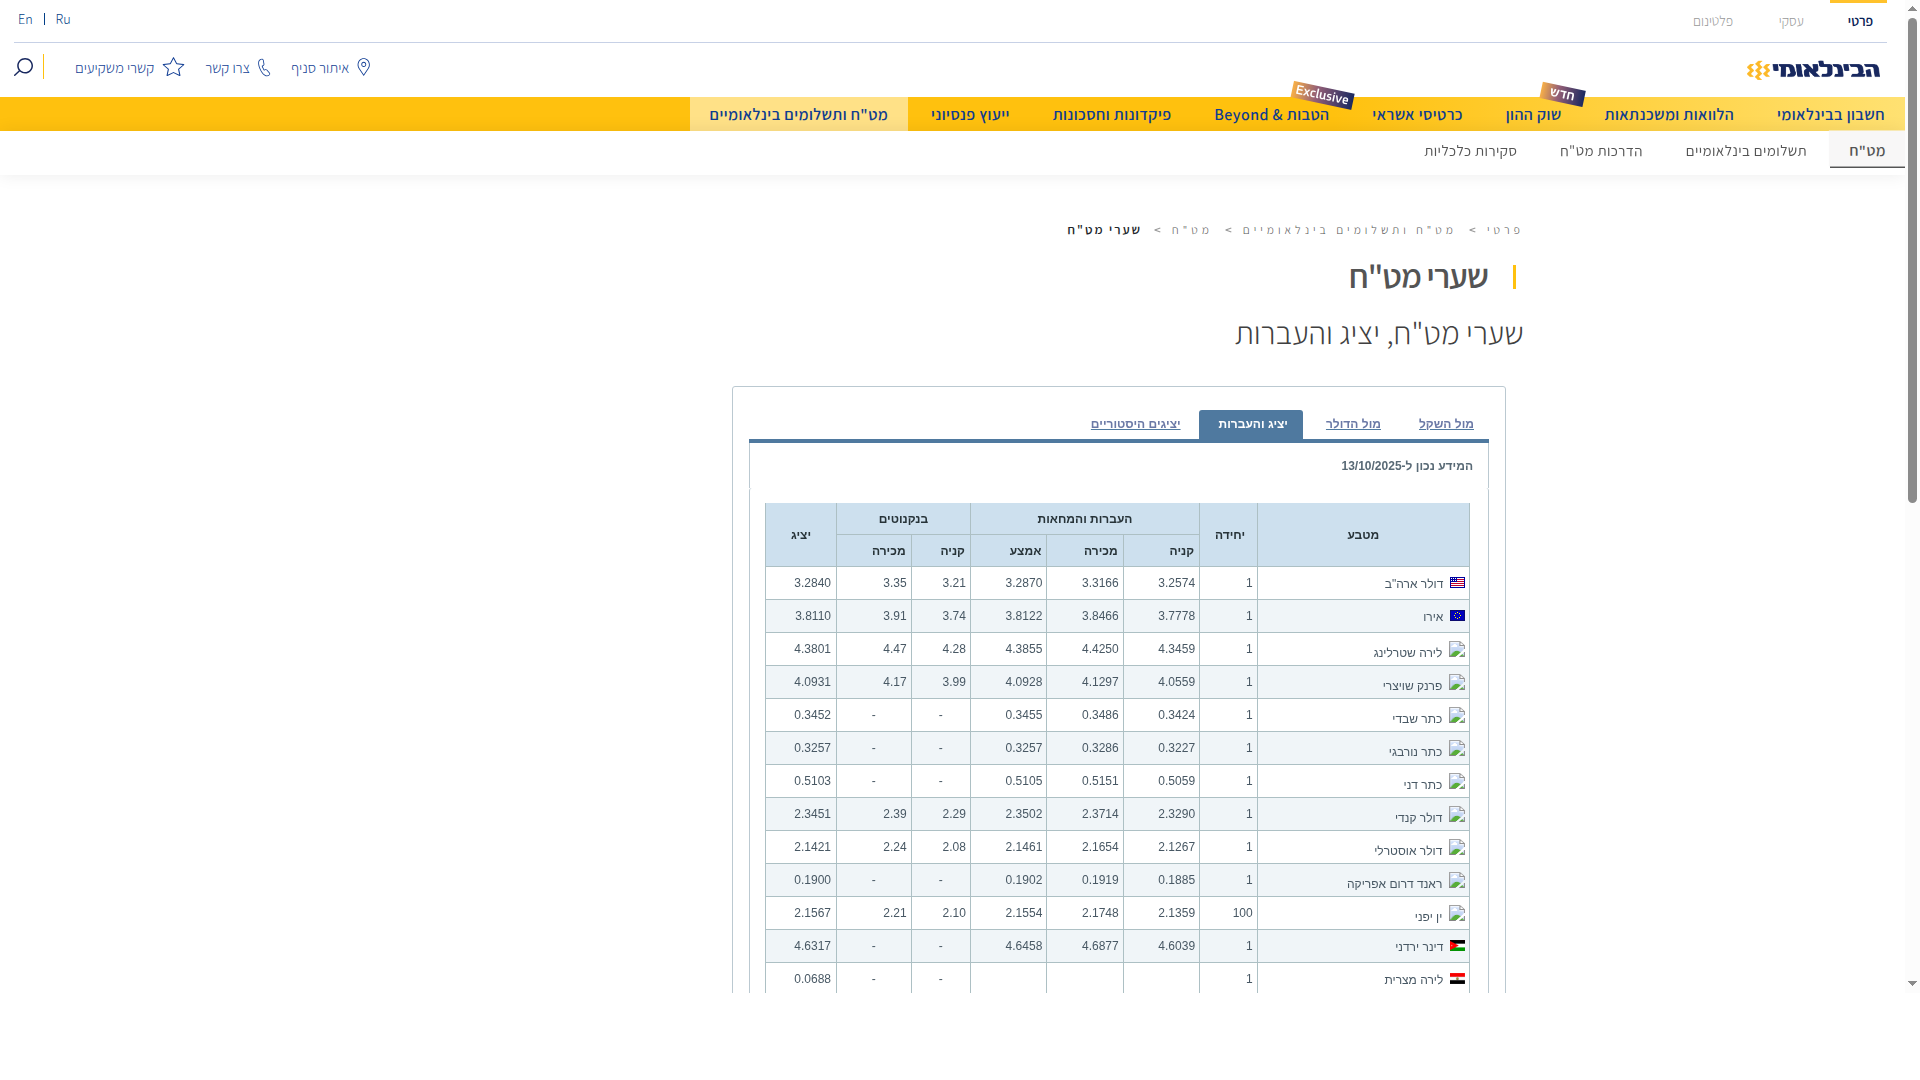 פרטי עסקי פלטינום Ru | En
הבינלאומי איתור סניף צרו קשר קשרי משקיעים
חדש Exclusive
חשבון בבינלאומי הלוואות ומשכנתאות שוק ההון כרטיסי אשראי הטבות & Beyond פיקדונות וחסכונות ייעוץ פנסיוני מט"ח ותשלומים בינלאומיים
מט"ח תשלומים בינלאומיים הדרכות מט"ח סקירות כלכליות
פרטי > מט"ח ותשלומים בינלאומיים > מט"ח > שערי מט"ח
שערי מט"ח
שערי מט"ח, יציג והעברות
מול השקל מול הדולר יציג והעברות יציגים היסטוריים
המידע נכון ל-13/10/2025
מטבע יחידה העברות והמחאות בנקנוטים יציג
קניה מכירה אמצע קניה מכירה
דולר ארה"ב 1 3.2574 3.3166 3.2870 3.21 3.35 3.2840
אירו 1 3.7778 3.8466 3.8122 3.74 3.91 3.8110
לירה שטרלינג 1 4.3459 4.4250 4.3855 4.28 4.47 4.3801
פרנק שויצרי 1 4.0559 4.1297 4.0928 3.99 4.17 4.0931
כתר שבדי 1 0.3424 0.3486 0.3455 - - 0.3452
כתר נורבגי 1 0.3227 0.3286 0.3257 - - 0.3257
כתר דני 1 0.5059 0.5151 0.5105 - - 0.5103
דולר קנדי 1 2.3290 2.3714 2.3502 2.29 2.39 2.3451
דולר אוסטרלי 1 2.1267 2.1654 2.1461 2.08 2.24 2.1421
ראנד דרום אפריקה 1 0.1885 0.1919 0.1902 - - 0.1900
ין יפני 100 2.1359 2.1748 2.1554 2.10 2.21 2.1567
דינר ירדני 1 4.6039 4.6877 4.6458 - - 4.6317
לירה מצרית 1 - - 0.0688